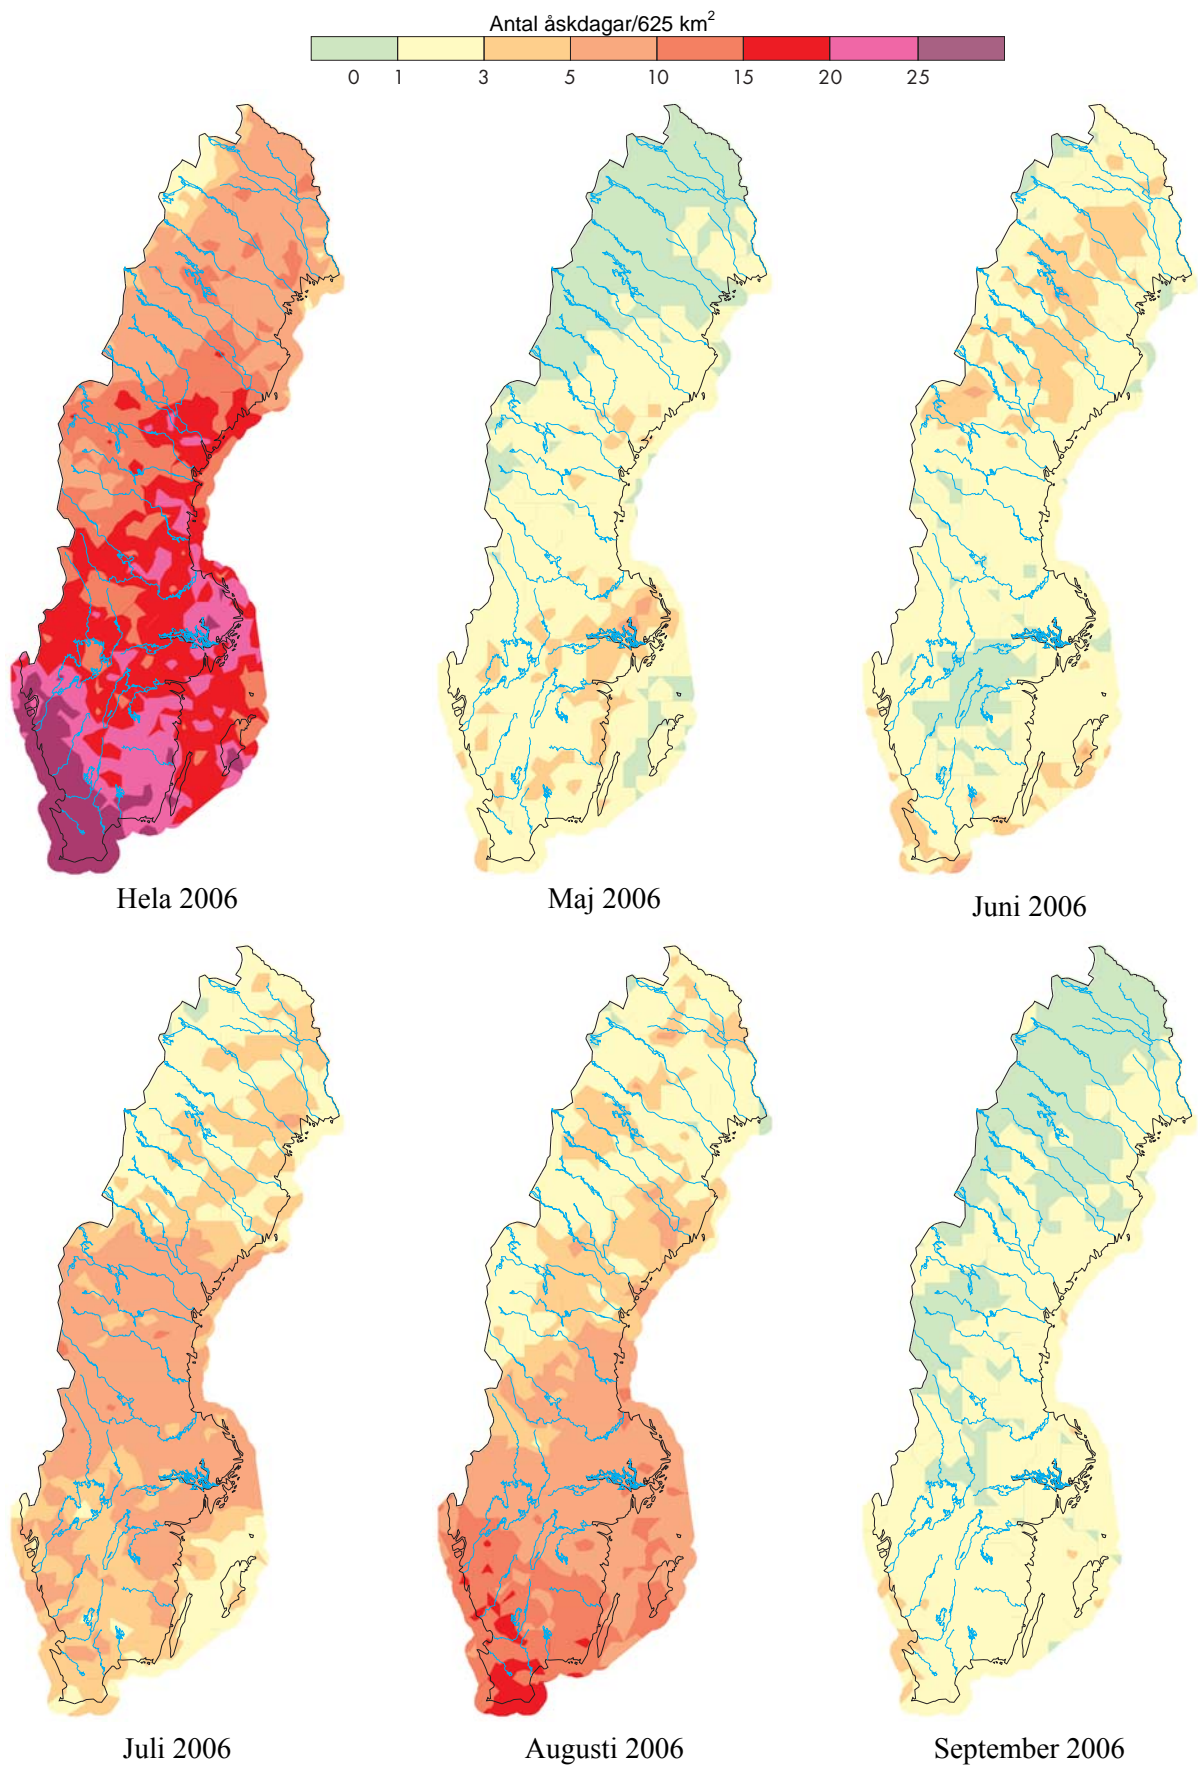 Antal åskdagar/625 km²
0 1 3 5 10 15 20 25
Hela 2006
Maj 2006
Juni 2006
Juli 2006
Augusti 2006
September 2006